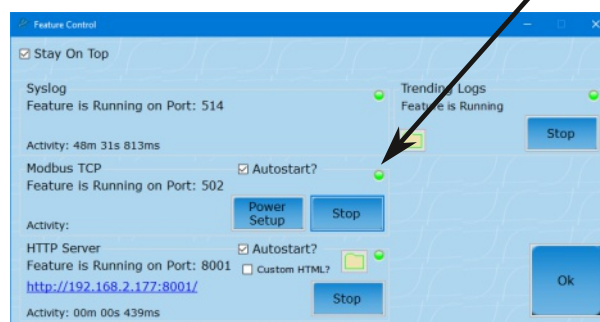 Feature Control
Stay On Top
Syslog
Feature is Running on Port: 514
Activity: 48m 31s 813ms
Trending Logs
Feature is Running
Stop
Modbus TCP
Autostart?
Feature is Running on Port: 502
Power Setup
Stop
Activity:
HTTP Server
Autostart?
Feature is Running on Port: 8001
Custom HTML?
http://192.168.2.177:8001/
Stop
Activity: 00m 00s 439ms
Ok